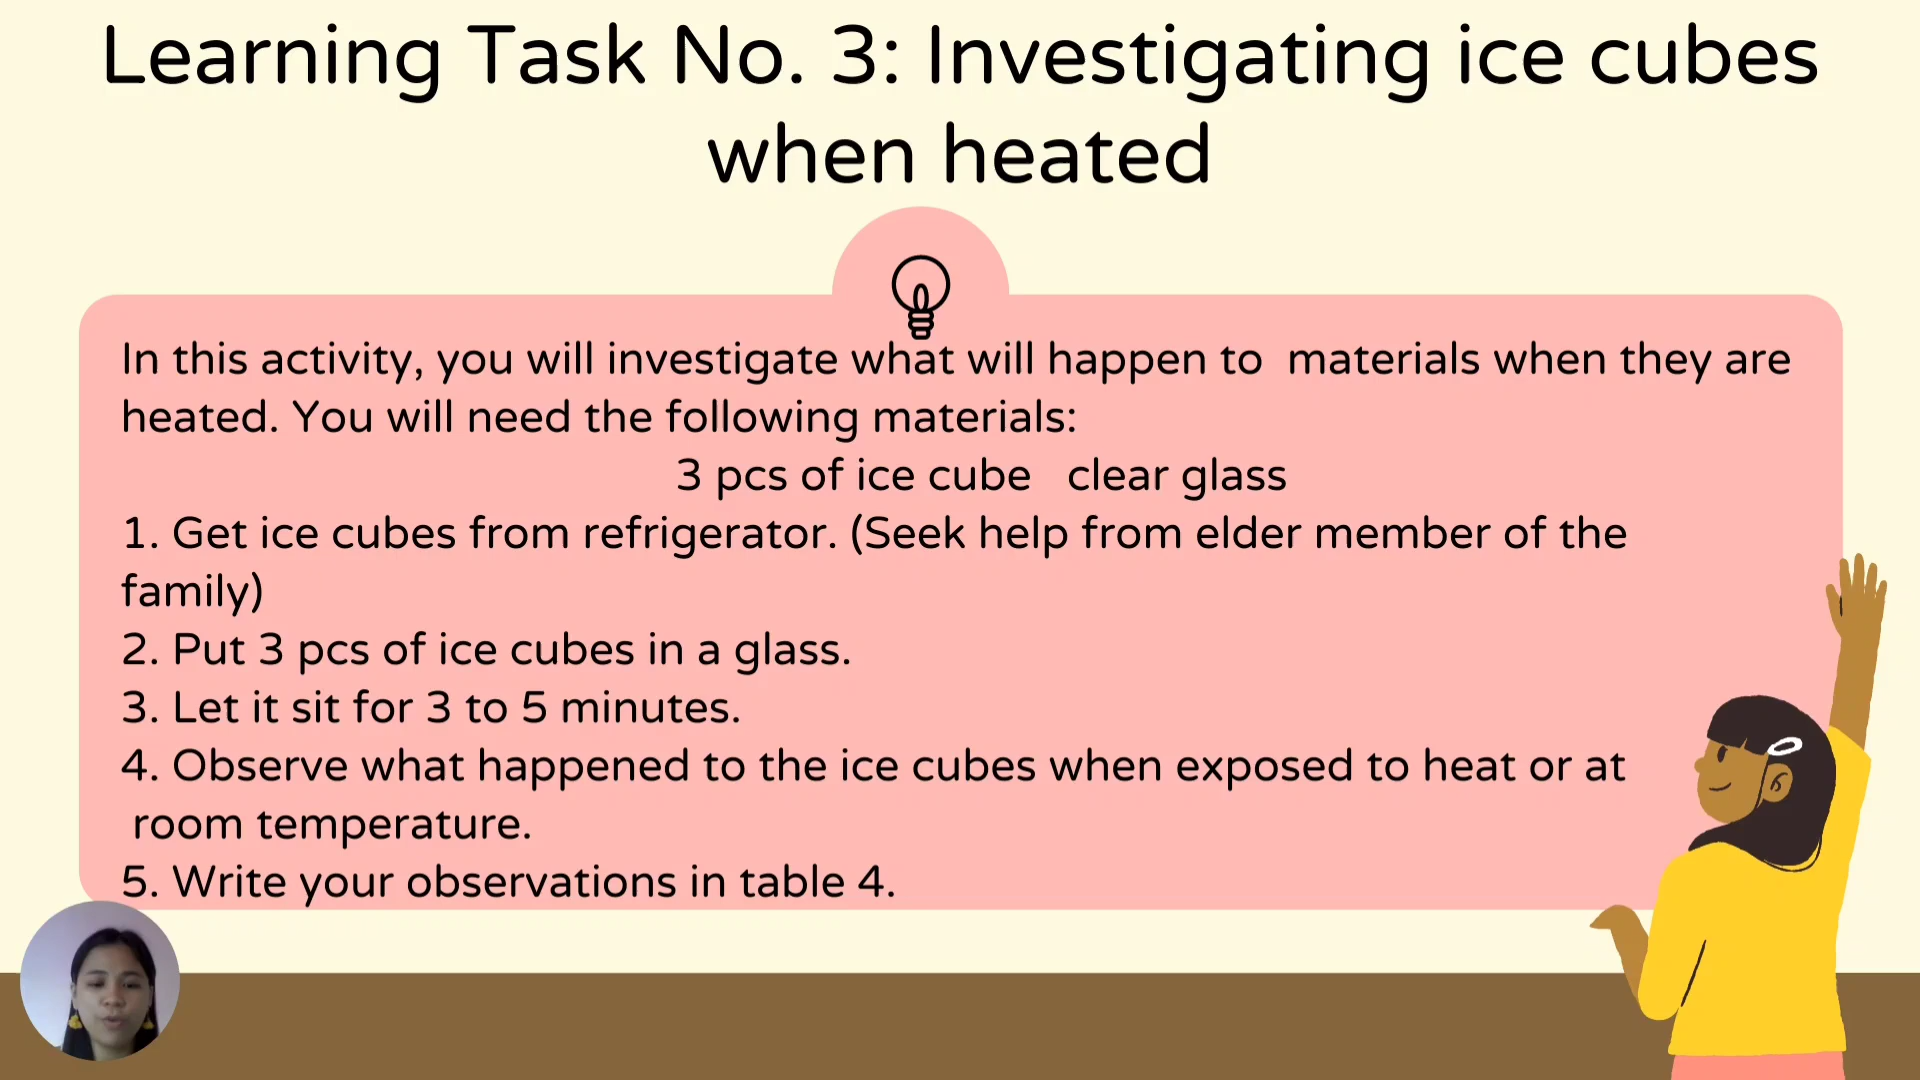 Learning Task No. 3: Investigating ice cubes
when heated
In this activity, you will investigate what will happen to  materials when they are
heated. You will need the following materials:
3 pcs of ice cube   clear glass
1. Get ice cubes from refrigerator. (Seek help from elder member of the
family)
2. Put 3 pcs of ice cubes in a glass.
3. Let it sit for 3 to 5 minutes.
4. Observe what happened to the ice cubes when exposed to heat or at
room temperature.
5. Write your observations in table 4.